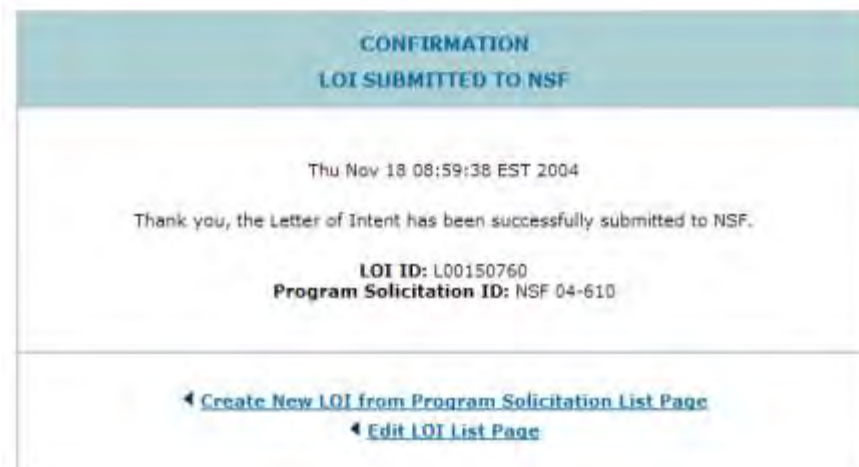 CONFIRMATION
LOI SUBMITTED TO NSF
Thu Nov 18 08:59:38 EST 2004
Thank you, the Letter of Intent has been successfully submitted to NSF.
LOI ID: L00150760
Program Solicitation ID: NSF 04-610
Create New LOI from Program Solicitation List Page
Edit LOI List Page